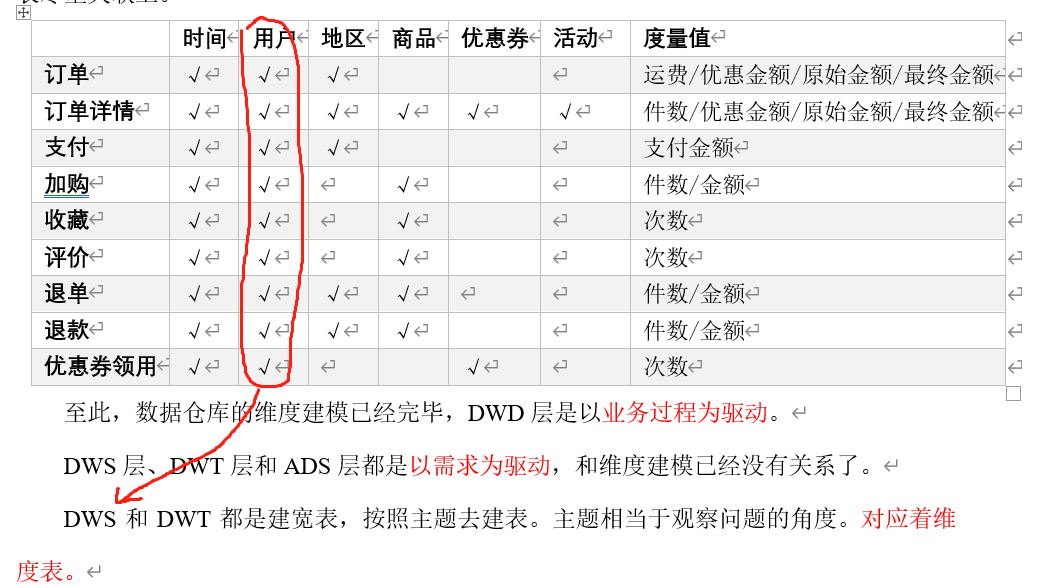 时间 用户 地区 商品 优惠券 活动 度量值
订单 √ √ √ 运费/优惠金额/原始金额/最终金额
订单详情 √ √ √ √ √ √ 件数/优惠金额/原始金额/最终金额
支付 √ √ √ 支付金额
加购 √ √ √ 件数/金额
收藏 √ √ √ 次数
评价 √ √ √ 次数
退单 √ √ √ √ 件数/金额
退款 √ √ √ √ 件数/金额
优惠券领用 √ √ √ 次数
至此，数据仓库的维度建模已经完毕，DWD 层是以业务过程为驱动。
DWS 层、DWT 层和 ADS 层都是以需求为驱动，和维度建模已经没有关系了。
DWS 和 DWT 都是建宽表，按照主题去建表。主题相当于观察问题的角度。对应着维
度表。